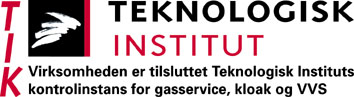 TIK
TEKNOLOGISK
INSTITUT
Virksomheden er tilsluttet Teknologisk Instituts
kontrolinstans for gasservice, kloak og VVS